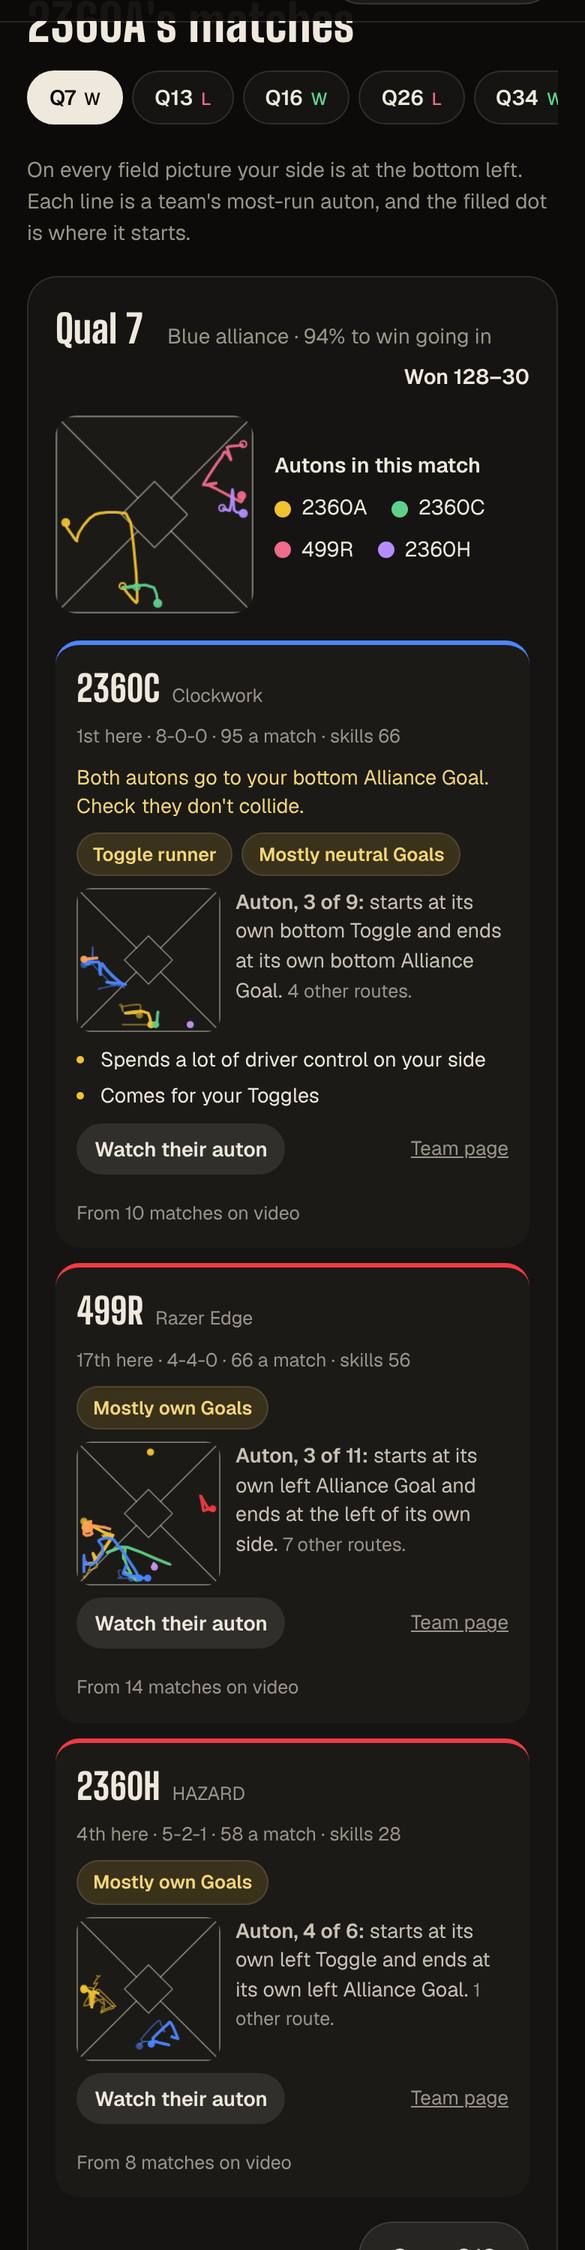 2360A's matches
Q7 W
Q13 L
Q16 W
Q26 L
Q34 W
On every field picture your side is at the bottom left.
Each line is a team's most-run auton, and the filled dot
is where it starts.
Qual 7 Blue alliance · 94% to win going in
Won 128–30
Autons in this match
2360A 2360C
499R 2360H
2360C Clockwork
1st here · 8-0-0 · 95 a match · skills 66
Both autons go to your bottom Alliance Goal.
Check they don't collide.
Toggle runner
Mostly neutral Goals
Auton, 3 of 9: starts at its
own bottom Toggle and ends
at its own bottom Alliance
Goal. 4 other routes.
Spends a lot of driver control on your side
Comes for your Toggles
Watch their auton
Team page
From 10 matches on video
499R Razer Edge
17th here · 4-4-0 · 66 a match · skills 56
Mostly own Goals
Auton, 3 of 11: starts at its
own left Alliance Goal and
ends at the left of its own
side. 7 other routes.
Watch their auton
Team page
From 14 matches on video
2360H HAZARD
4th here · 5-2-1 · 58 a match · skills 28
Mostly own Goals
Auton, 4 of 6: starts at its
own left Toggle and ends at
its own left Alliance Goal. 1
other route.
Watch their auton
Team page
From 8 matches on video